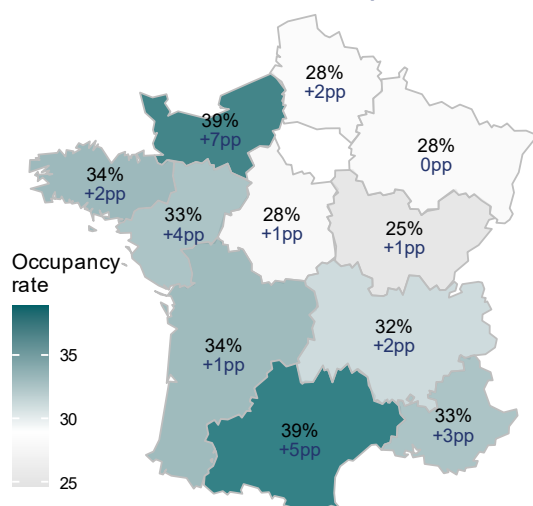 28%
+2pp
39%
+7pp
28%
0pp
34%
+2pp
33%
+4pp
28%
+1pp
25%
+1pp
Occupancy
rate
35
30
25
32%
+2pp
34%
+1pp
33%
+3pp
39%
+5pp